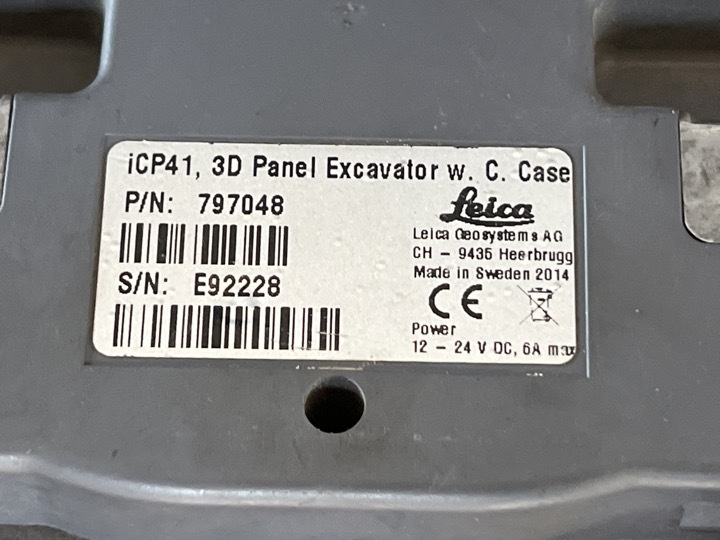 iCP41, 3D Panel Excavator w. C. Case
P/N: 797048
Leica
Leica Geosystems AG
CH - 9435 Heerbrugg
Made in Sweden 2014
S/N: E92228
CE
Power
12 - 24 V DC, 6A max